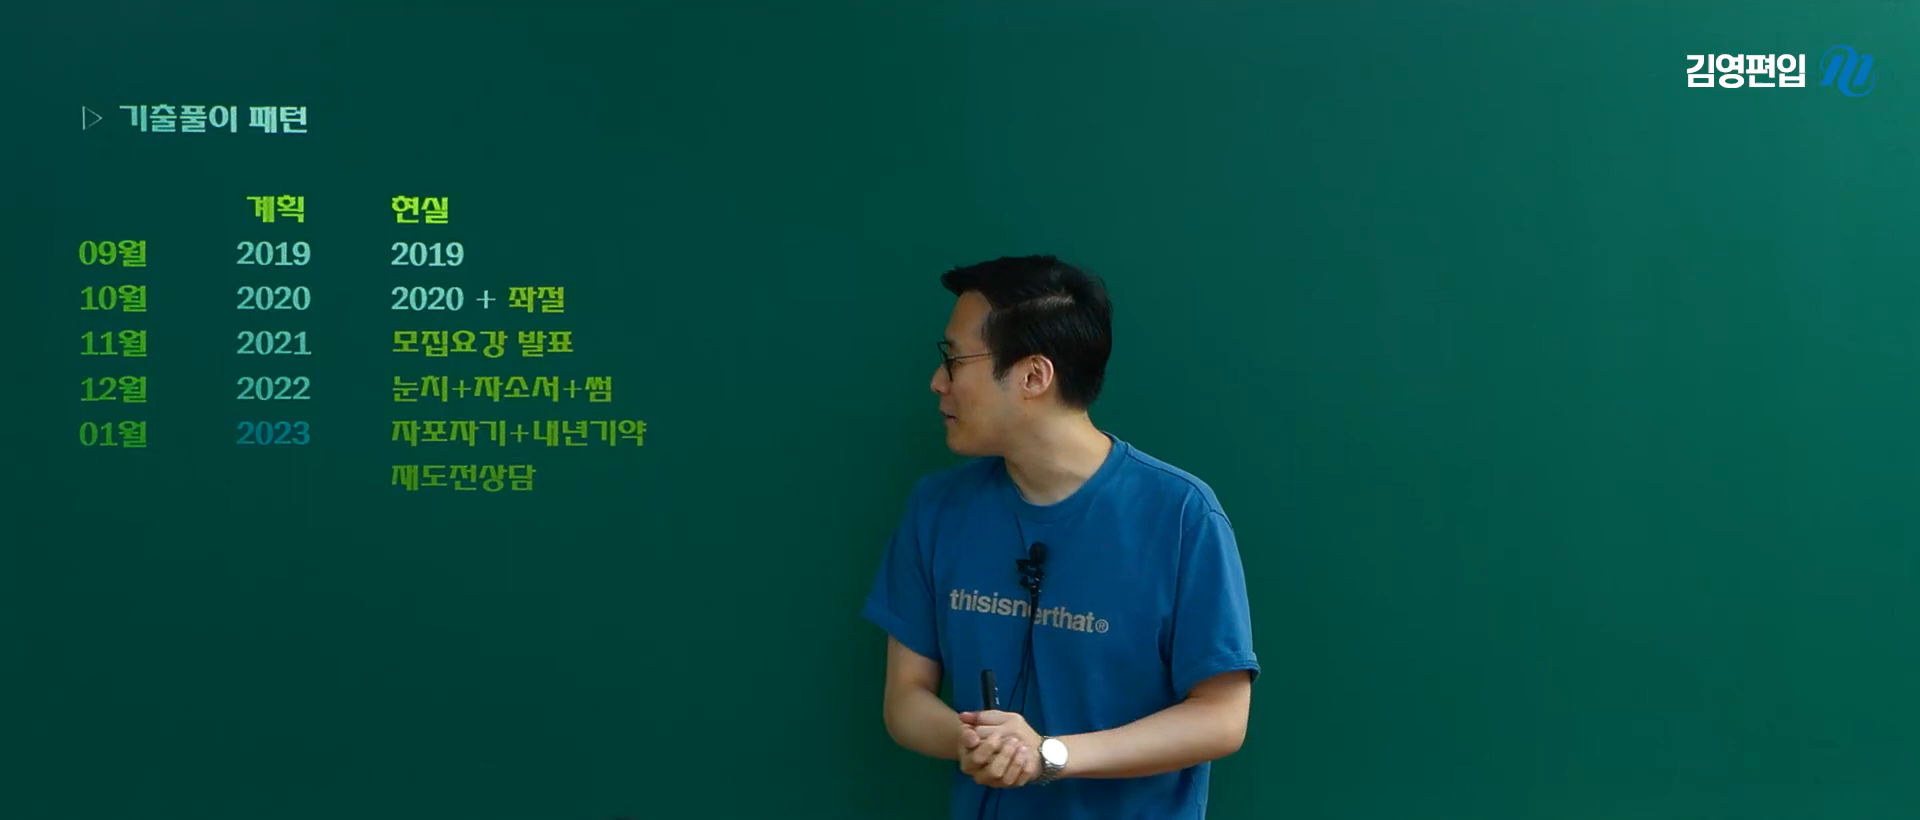 김영편입
▷ 기출풀이 패턴
계획 현실
09월 2019 2019
10월 2020 2020 + 좌절
11월 2021 모집요강 발표
12월 2022 눈치+자소서+썸
01월 2023 자포자기+내년기약
재도전상담
thisisn erthat®